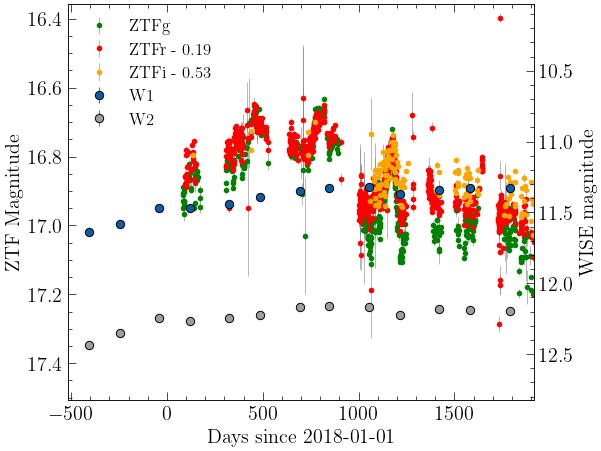 ZTFg
ZTFr - 0.19
ZTFi - 0.53
W1
W2
16.4
16.6
16.8
17.0
17.2
17.4
ZTF Magnitude
10.5
11.0
11.5
12.0
12.5
WISE magnitude
−500 0 500 1000 1500
Days since 2018-01-01